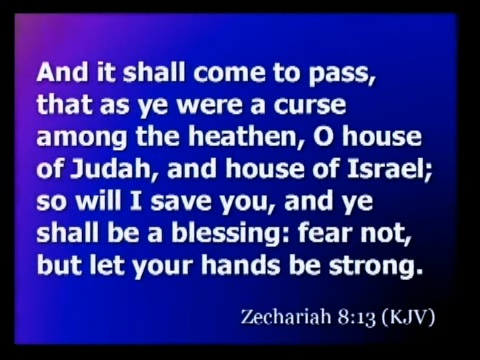 And it shall come to pass,
that as ye were a curse
among the heathen, O house
of Judah, and house of Israel;
so will I save you, and ye
shall be a blessing: fear not,
but let your hands be strong.
Zechariah 8:13 (KJV)